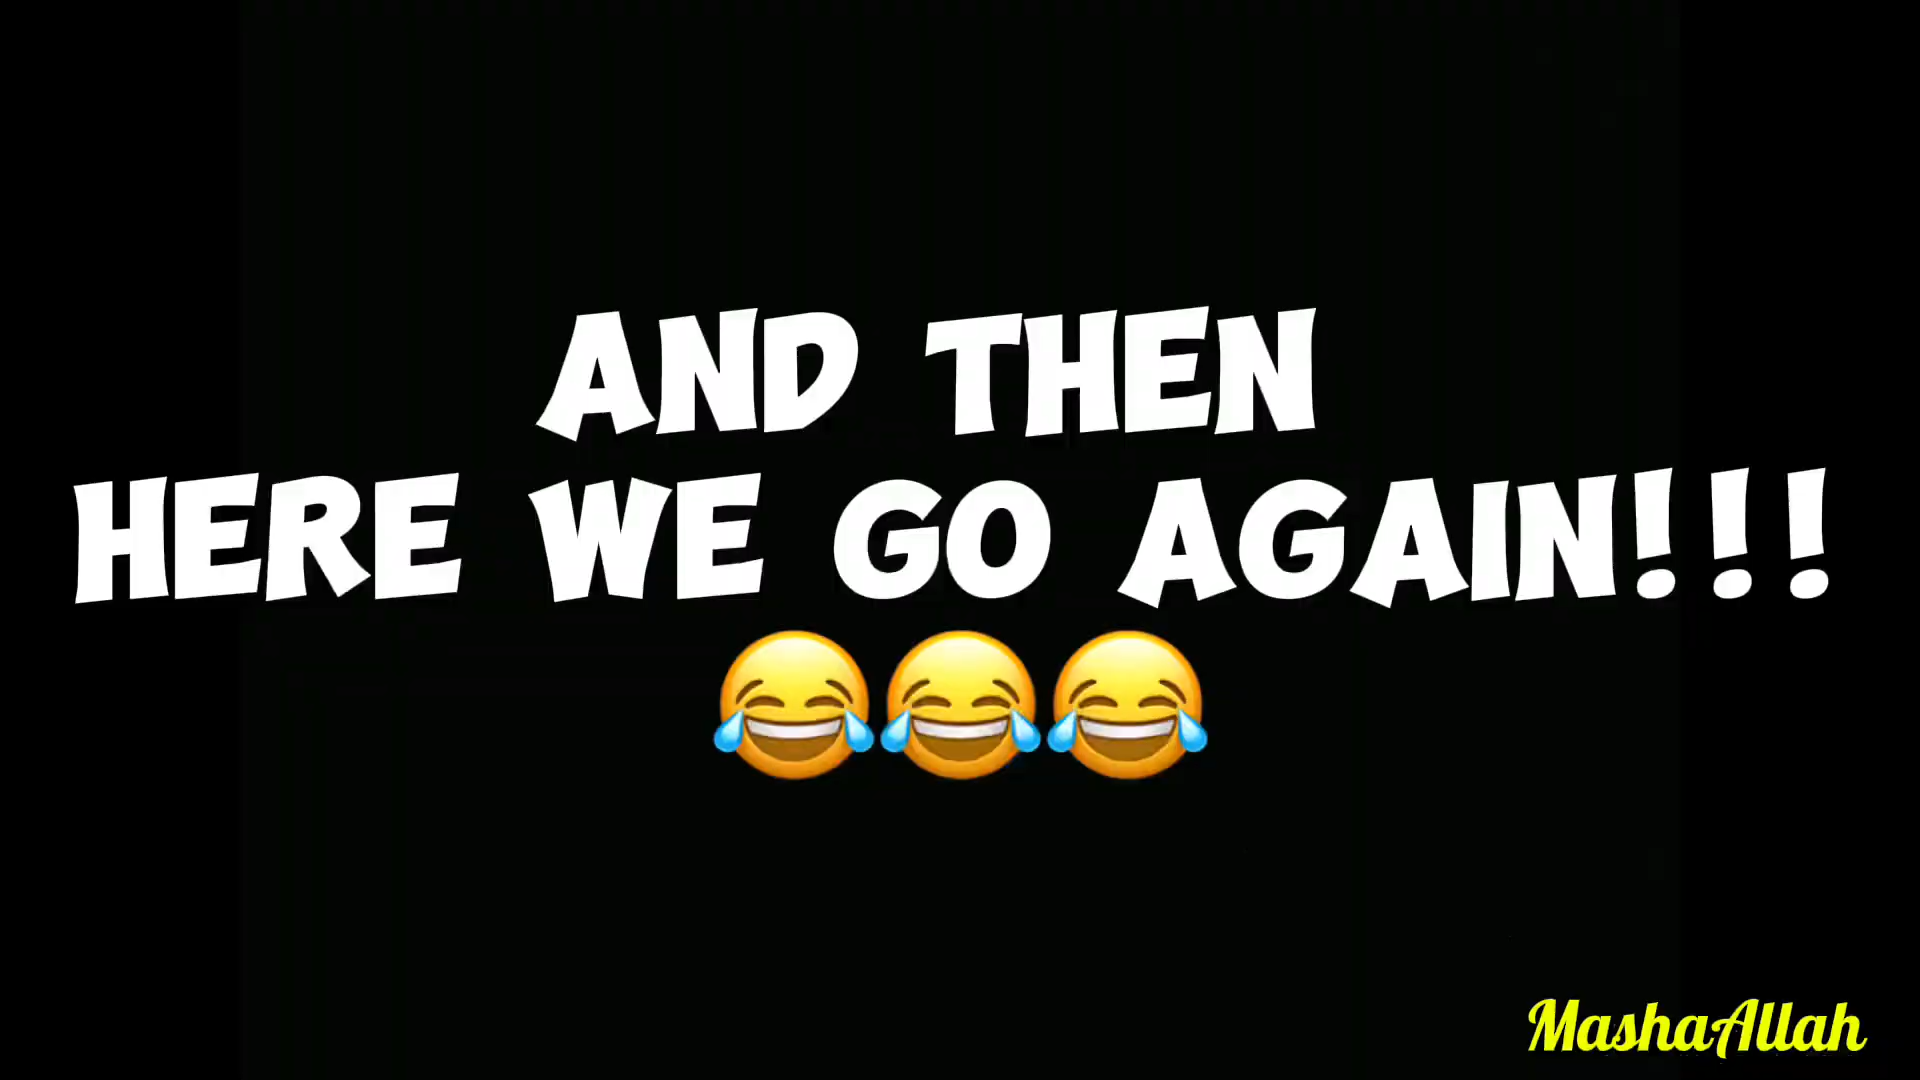 AND THEN
HERE WE GO AGAIN!!!
😂😂😂
MashaAllah